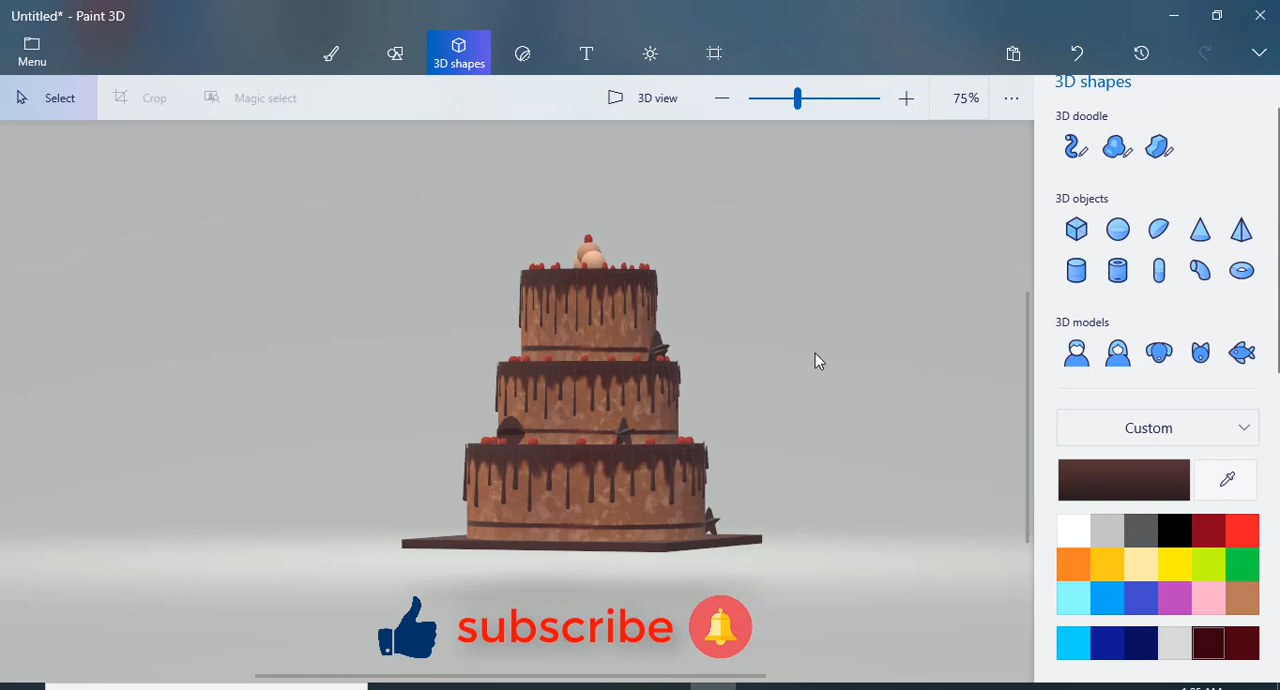 Untitled* - Paint 3D
Menu
3D shapes
Select
Crop
Magic select
3D view
75%
3D shapes
3D doodle
3D objects
3D models
Custom
subscribe